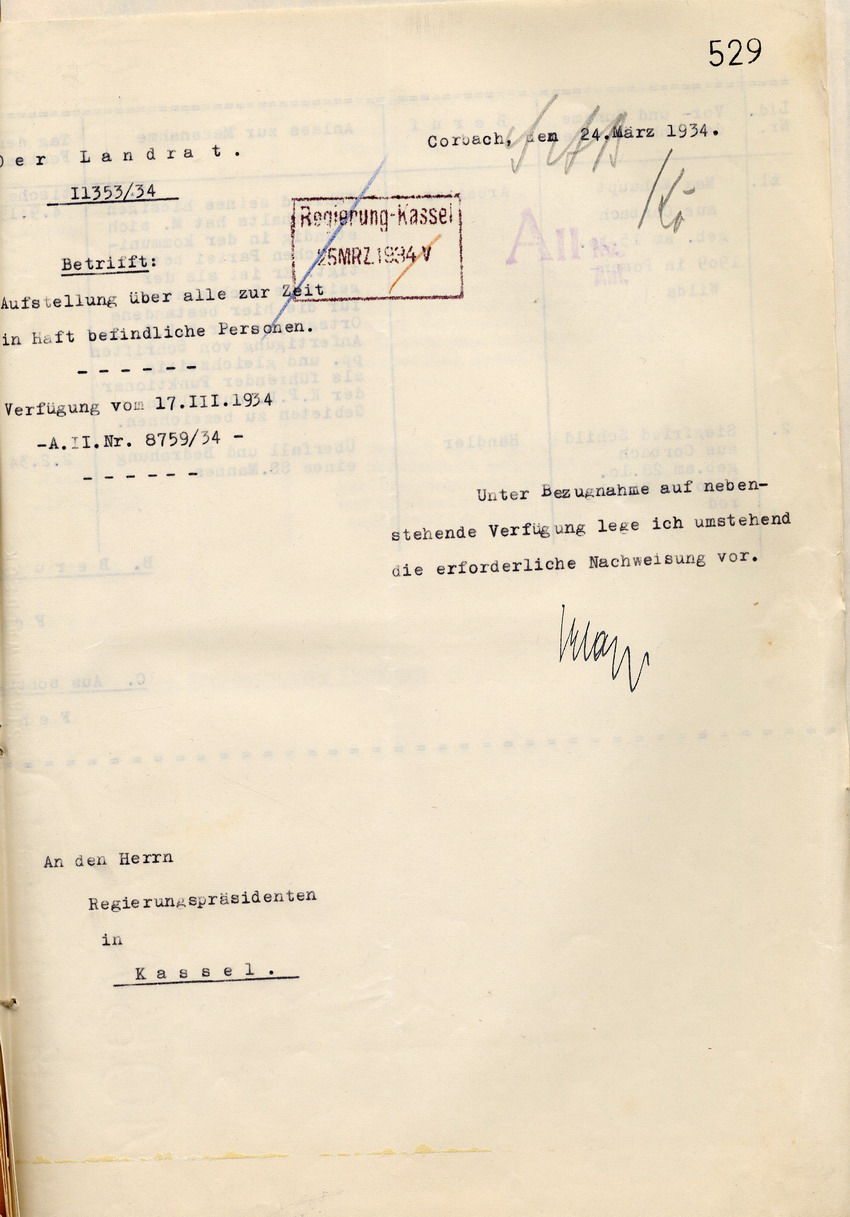 529
Corbach, den 24.März 1934.
Der Landrat.
I1353/34
Regierung-Kassel
25MRZ.1934 V
A II
Betrifft:
Aufstellung über alle zur Zeit
in Haft befindliche Personen.
- - - - - -
Verfügung vom 17.III.1934
-A.II.Nr. 8759/34 -
- - - - - -
Unter Bezugnahme auf neben-
stehende Verfügung lege ich umstehend
die erforderliche Nachweisung vor.
An den Herrn
Regierungspräsidenten
in
Kassel.